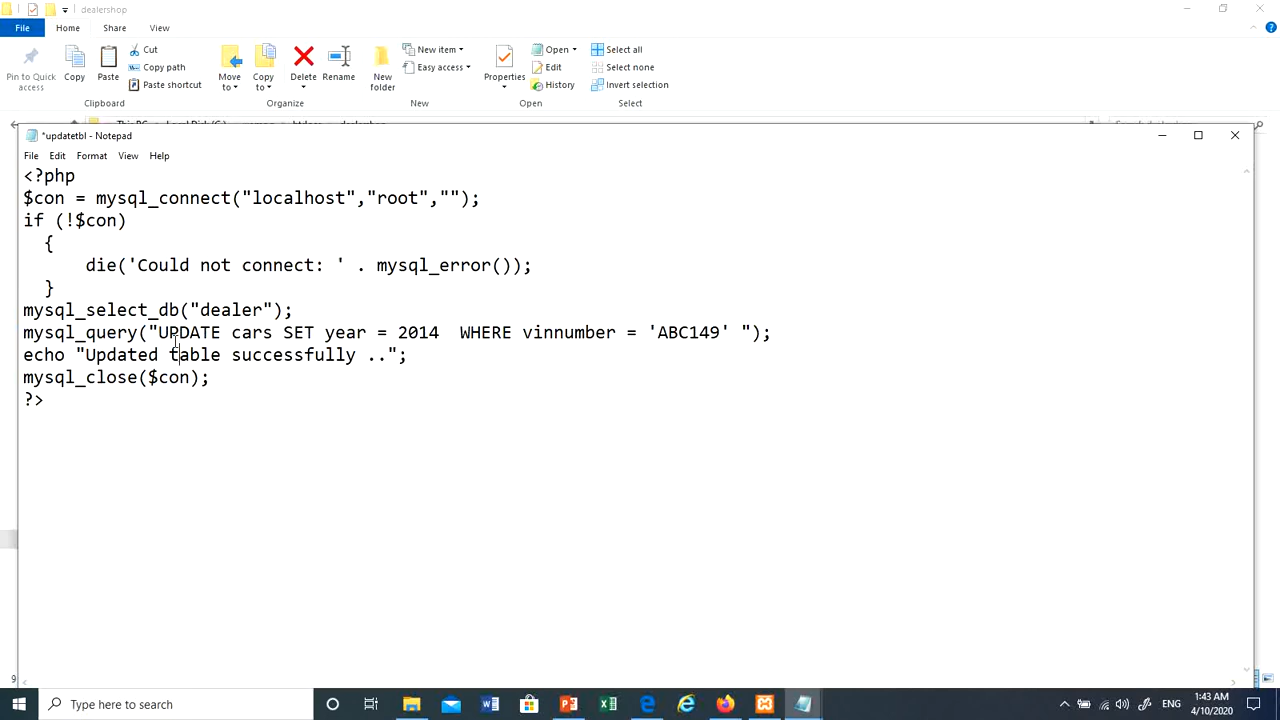 dealershop
File Home Share View
Pin to Quick access
Copy
Paste
Cut
Copy path
Paste shortcut
Clipboard
Move to
Copy to
Delete
Rename
Organize
New folder
New item
Easy access
New
Properties
Open
Edit
History
Open
Select all
Select none
Invert selection
Select
*updatetbl - Notepad
File Edit Format View Help
<?php
$con = mysql_connect("localhost","root","");
if (!$con)
{
die('Could not connect: ' . mysql_error());
}
mysql_select_db("dealer");
mysql_query("UPDATE cars SET year = 2014  WHERE vinnumber = 'ABC149' ");
echo "Updated table successfully ..";
mysql_close($con);
?>
9
Type here to search
ENG
1:43 AM
4/10/2020